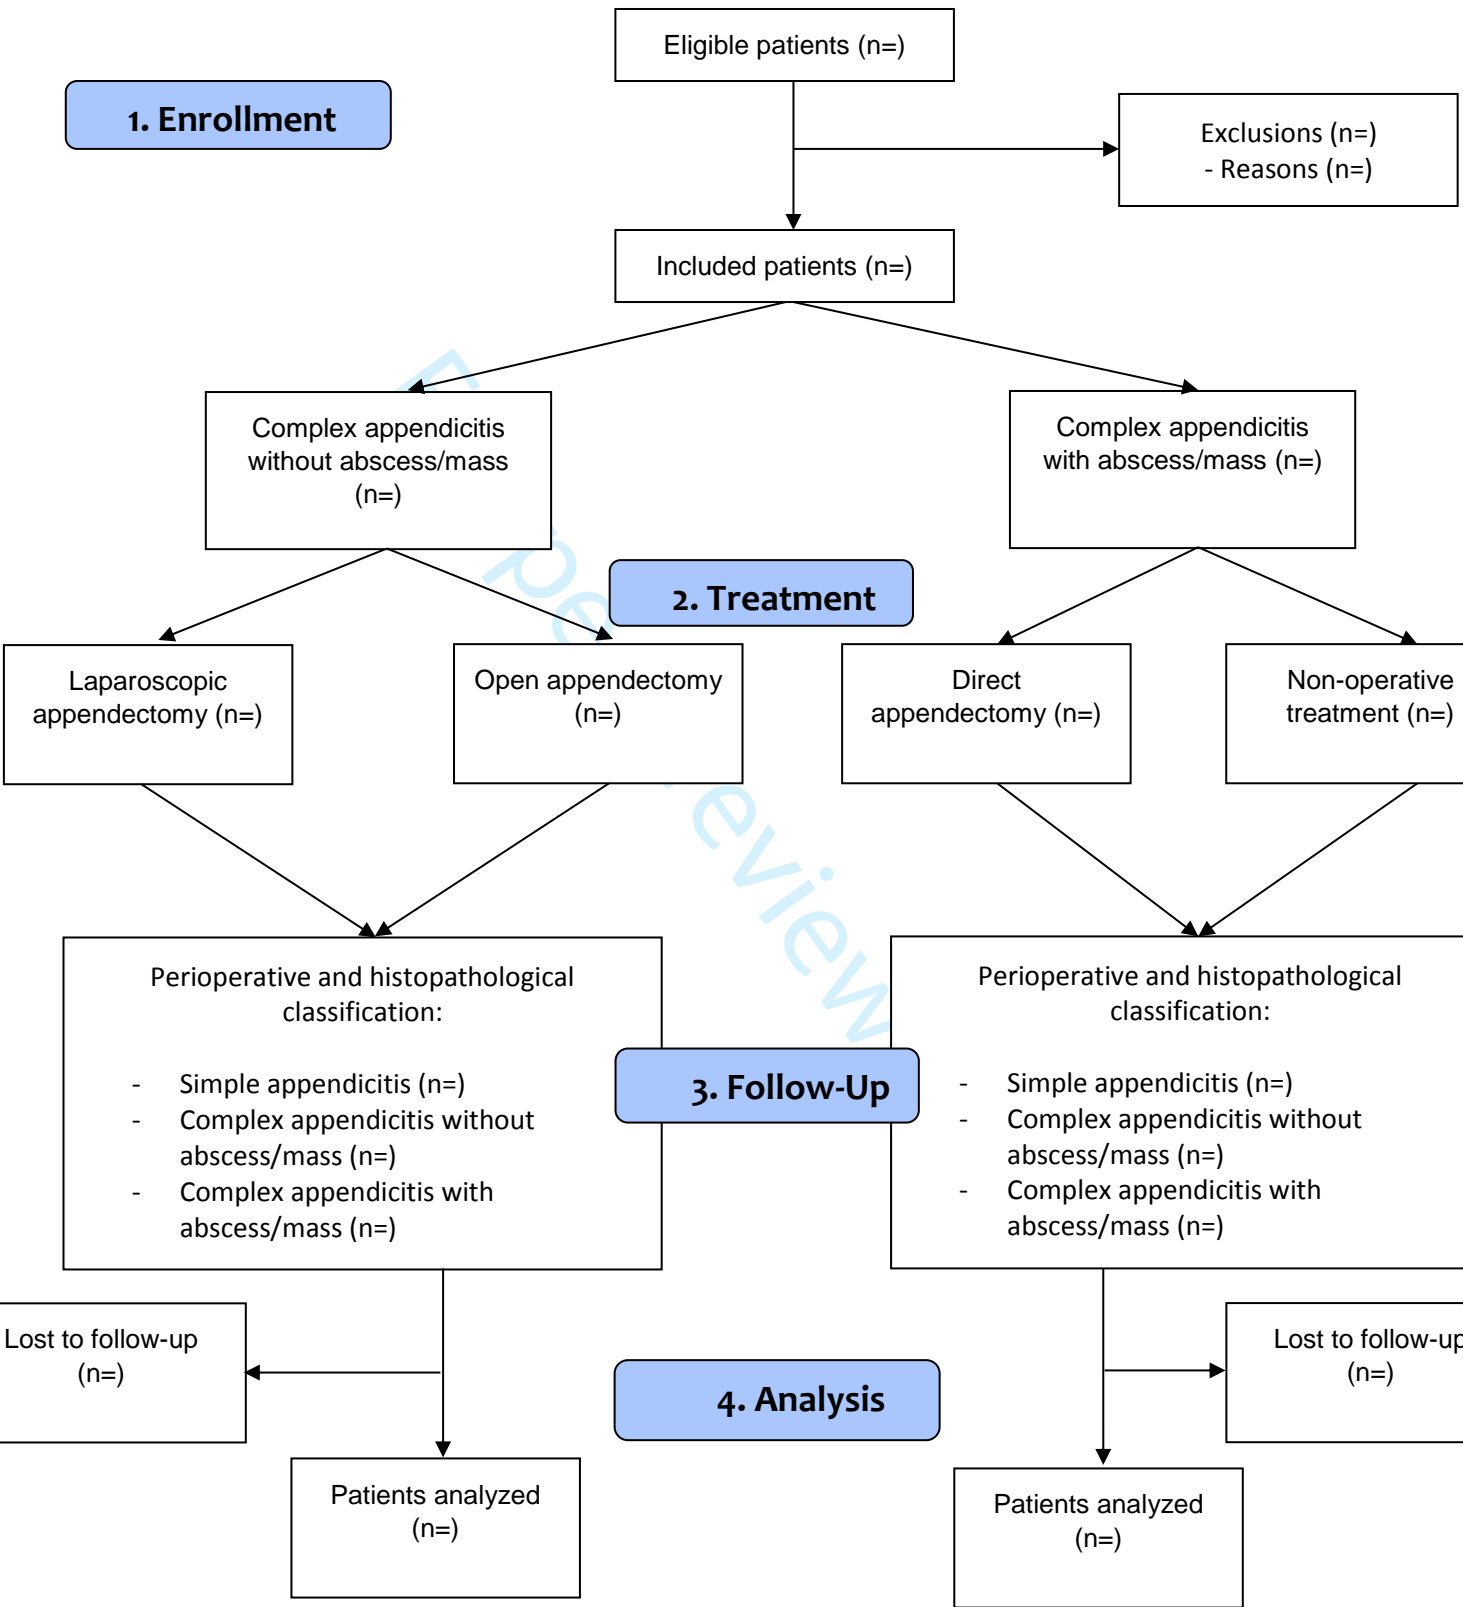 Eligible patients (n=)
1. Enrollment
Exclusions (n=)
- Reasons (n=)
Included patients (n=)
Complex appendicitis
without abscess/mass
(n=)
Complex appendicitis
with abscess/mass (n=)
2. Treatment
Laparoscopic
appendectomy (n=)
Open appendectomy
(n=)
Direct
appendectomy (n=)
Non-operative
treatment (n=)
Perioperative and histopathological
classification:
- Simple appendicitis (n=)
- Complex appendicitis without
abscess/mass (n=)
- Complex appendicitis with
abscess/mass (n=)
3. Follow-Up
Perioperative and histopathological
classification:
- Simple appendicitis (n=)
- Complex appendicitis without
abscess/mass (n=)
- Complex appendicitis with
abscess/mass (n=)
Lost to follow-up
(n=)
4. Analysis
Lost to follow-up
(n=)
Patients analyzed
(n=)
Patients analyzed
(n=)